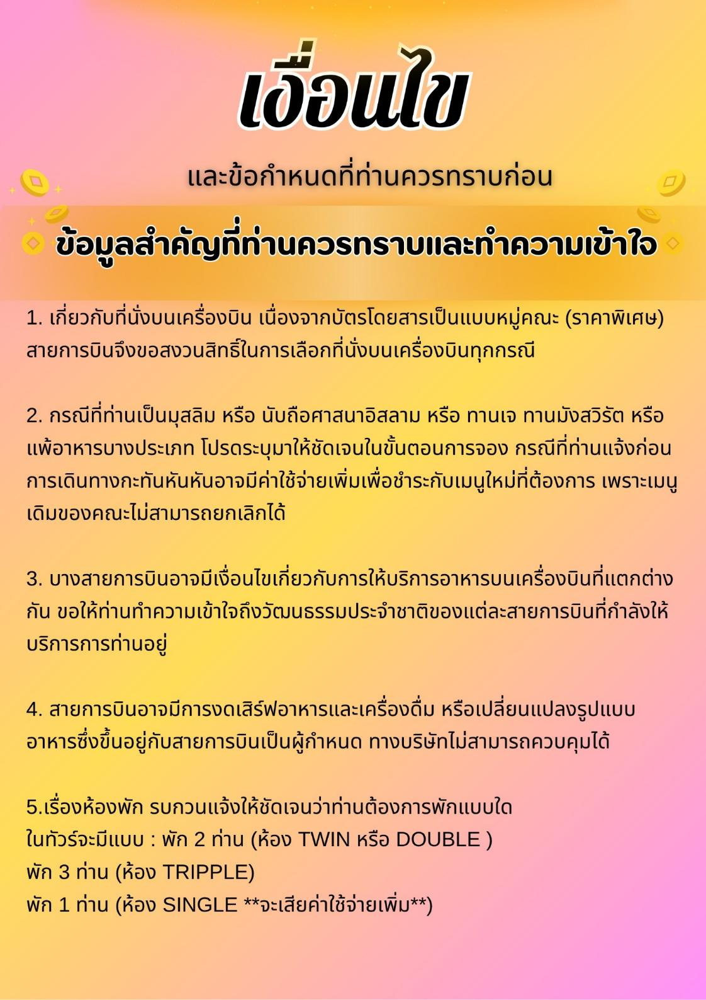 เงื่อนไข
และข้อกำหนดที่ท่านควรทราบก่อน
ข้อมูลสำคัญที่ท่านควรทราบและทำความเข้าใจ
1. เกี่ยวกับที่นั่งบนเครื่องบิน เนื่องจากบัตรโดยสารเป็นแบบหมู่คณะ (ราคาพิเศษ)
สายการบินจึงขอสงวนสิทธิ์ในการเลือกที่นั่งบนเครื่องบินทุกกรณี
2. กรณีที่ท่านเป็นมุสลิม หรือ นับถือศาสนาอิสลาม หรือ ทานเจ ทานมังสวิรัต หรือ
แพ้อาหารบางประเภท โปรดระบุมาให้ชัดเจนในขั้นตอนการจอง กรณีที่ท่านแจ้งก่อน
การเดินทางกะทันหันหันอาจมีค่าใช้จ่ายเพิ่มเพื่อชำระกับเมนูใหม่ที่ต้องการ เพราะเมนู
เดิมของคณะไม่สามารถยกเลิกได้
3. บางสายการบินอาจมีเงื่อนไขเกี่ยวกับการให้บริการอาหารบนเครื่องบินที่แตกต่าง
กัน ขอให้ท่านทำความเข้าใจถึงวัฒนธรรมประจำชาติของแต่ละสายการบินที่กำลังให้
บริการการท่านอยู่
4. สายการบินอาจมีการงดเสิร์ฟอาหารและเครื่องดื่ม หรือเปลี่ยนแปลงรูปแบบ
อาหารซึ่งขึ้นอยู่กับสายการบินเป็นผู้กำหนด ทางบริษัทไม่สามารถควบคุมได้
5.เรื่องห้องพัก รบกวนแจ้งให้ชัดเจนว่าท่านต้องการพักแบบใด
ในทัวร์จะมีแบบ : พัก 2 ท่าน (ห้อง TWIN หรือ DOUBLE )
พัก 3 ท่าน (ห้อง TRIPPLE)
พัก 1 ท่าน (ห้อง SINGLE **จะเสียค่าใช้จ่ายเพิ่ม**)